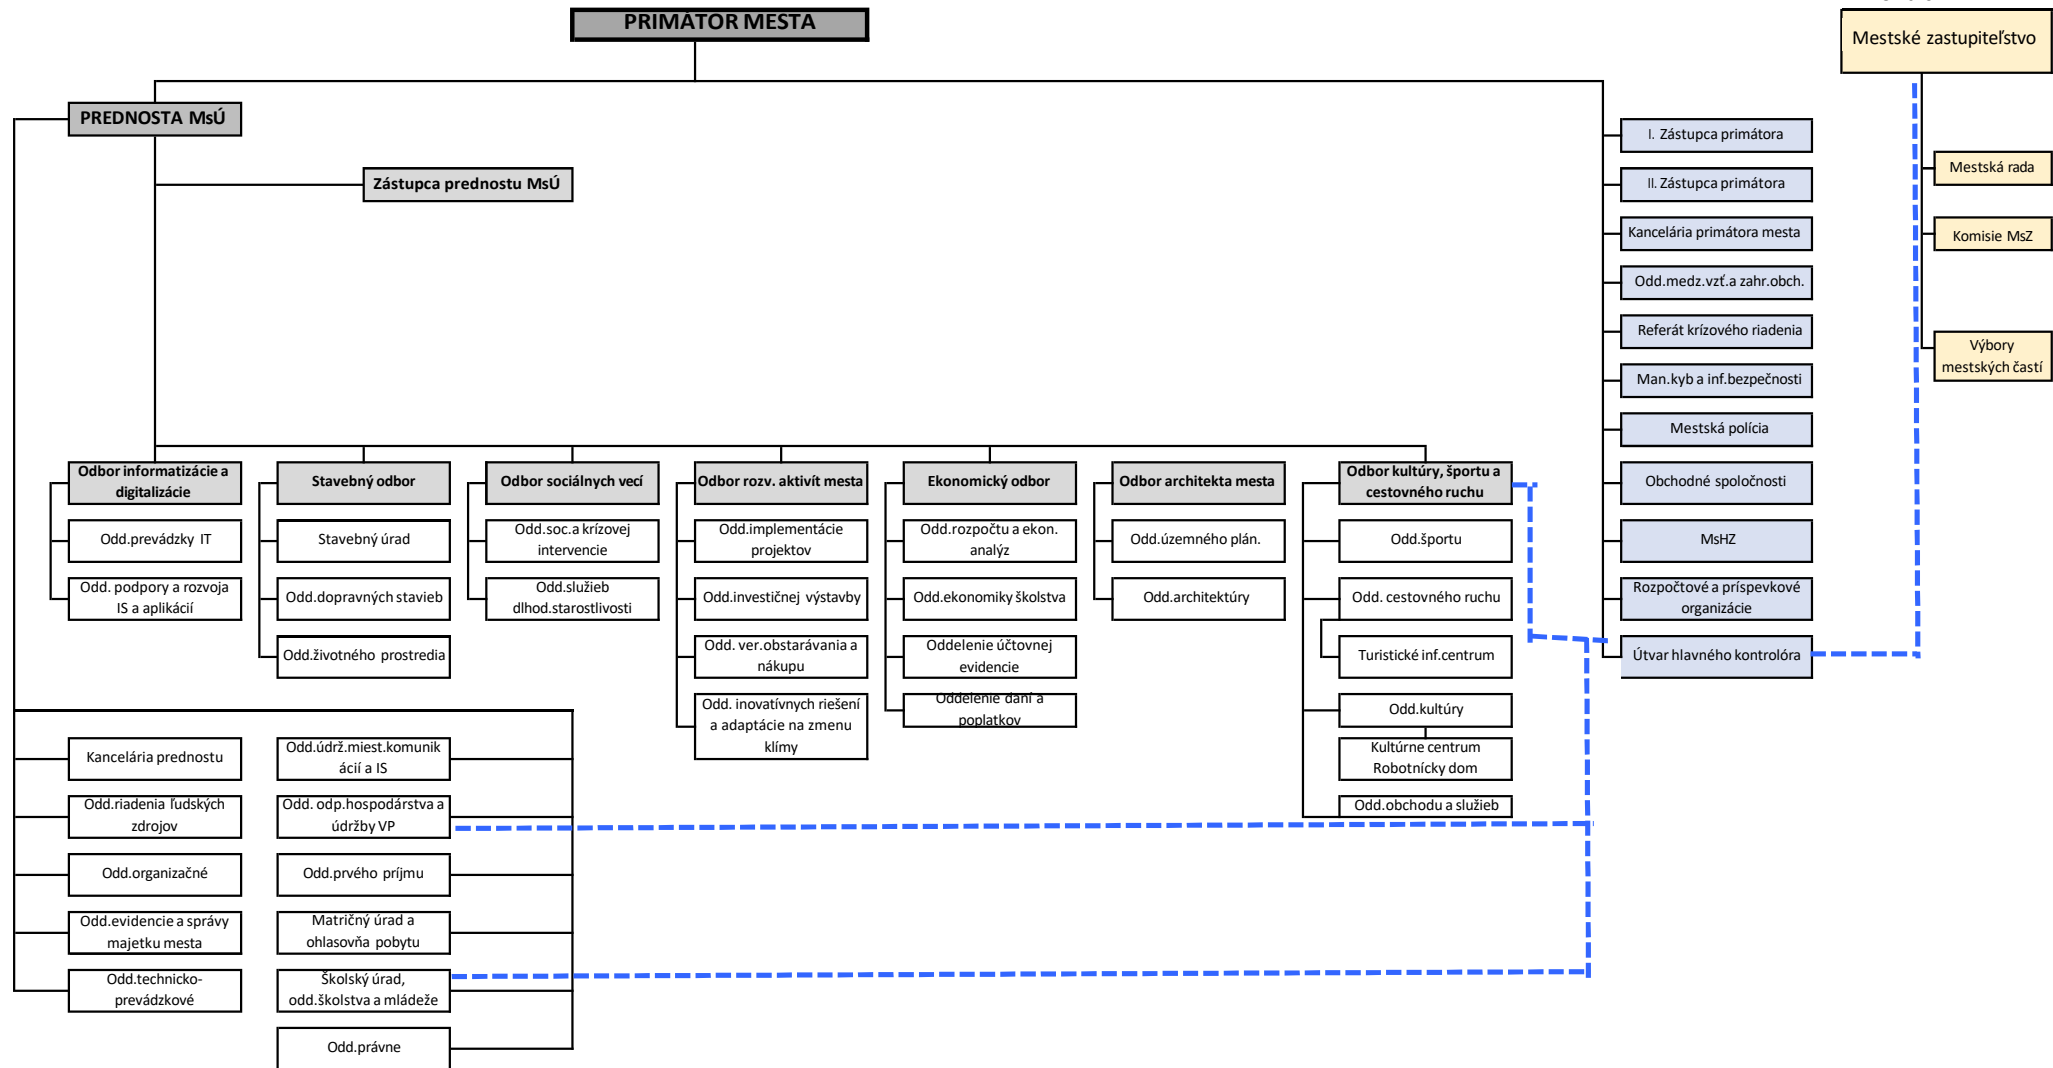 PRIMÁTOR MESTA
Mestské zastupiteľstvo
PREDNOSTA MsÚ
Zástupca prednostu MsÚ
I. Zástupca primátora
II. Zástupca primátora
Kancelária primátora mesta
Odd.medz.vzť.a zahr.obch.
Referát krízového riadenia
Man.kyb a inf.bezpečnosti
Mestská polícia
Obchodné spoločnosti
MsHZ
Rozpočtové a príspevkové
organizácie
Útvar hlavného kontrolóra
Mestská rada
Komisie MsZ
Výbory
mestských častí
Odbor informatizácie a
digitalizácie
Odd.prevádzky IT
Odd. podpory a rozvoja
IS a aplikácií
Stavebný odbor
Stavebný úrad
Odd.dopravných stavieb
Odd.životného prostredia
Odbor sociálnych vecí
Odd.soc.a krízovej
intervencie
Odd.služieb
dlhod.starostlivosti
Odbor rozv. aktivít mesta
Odd.implementácie
projektov
Odd.investičnej výstavby
Odd. ver.obstarávania a
nákupu
Odd. inovatívnych riešení
a adaptácie na zmenu
klímy
Ekonomický odbor
Odd.rozpočtu a ekon.
analýz
Odd.ekonomiky školstva
Oddelenie účtovnej
evidencie
Oddelenie daní a
poplatkov
Odbor architekta mesta
Odd.územného plán.
Odd.architektúry
Odbor kultúry, športu a
cestovného ruchu
Odd.športu
Odd. cestovného ruchu
Turistické inf.centrum
Odd.kultúry
Kultúrne centrum
Robotnícky dom
Odd.obchodu a služieb
Kancelária prednostu
Odd.riadenia ľudských
zdrojov
Odd.organizačné
Odd.evidencie a správy
majetku mesta
Odd.technicko-
prevádzkové
Odd.údrž.miest.komunik
ácií a IS
Odd. odp.hospodárstva a
údržby VP
Odd.prvého príjmu
Matričný úrad a
ohlasovňa pobytu
Školský úrad,
odd.školstva a mládeže
Odd.právne